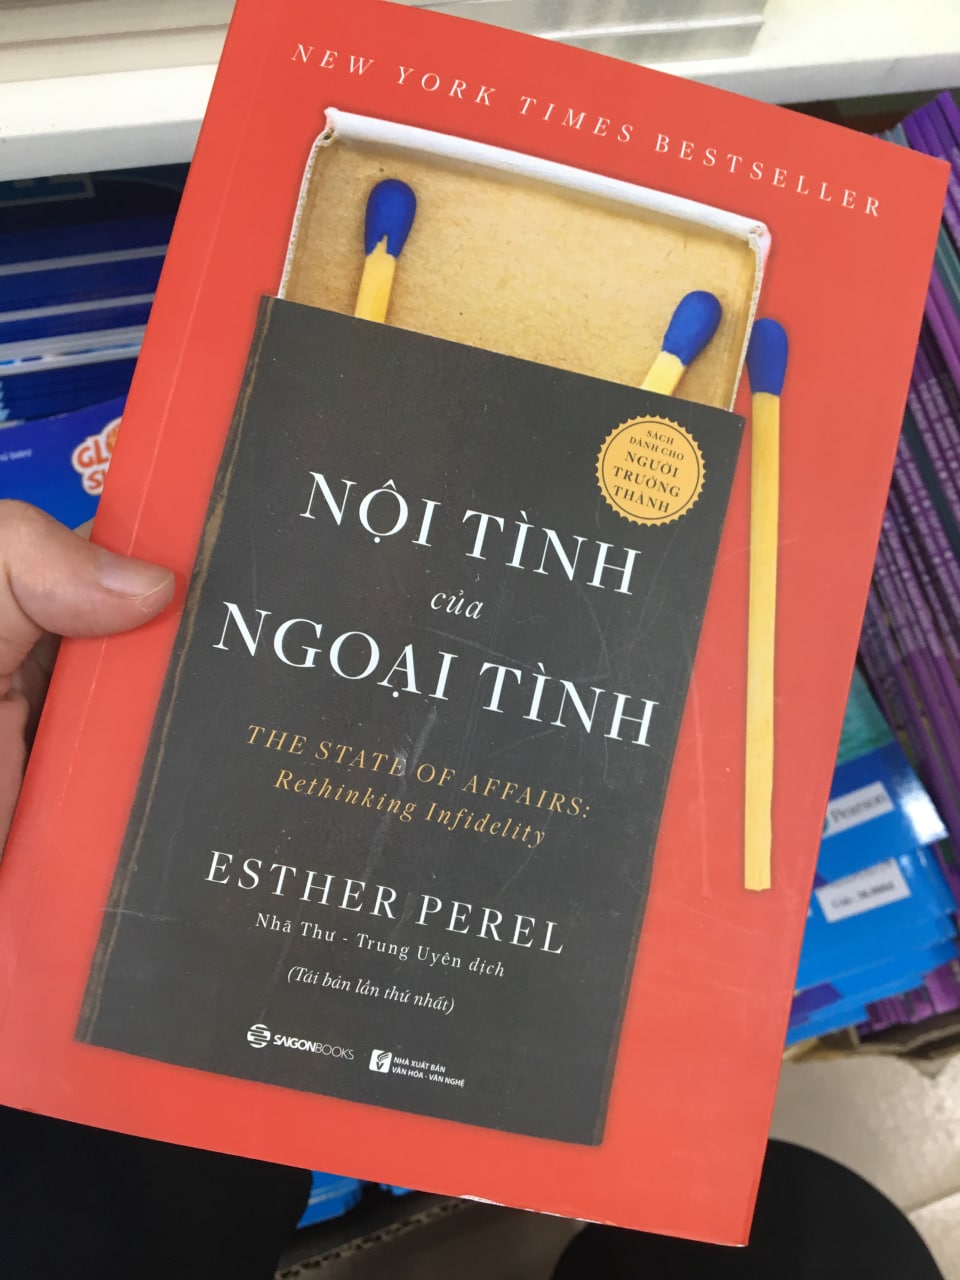 NEW YORK TIMES BESTSELLER
SÁCH
DÀNH CHO
NGƯỜI
TRƯỞNG
THÀNH
NỘI TÌNH
của
NGOẠI TÌNH
THE STATE OF AFFAIRS:
Rethinking Infidelity
ESTHER PEREL
Nhã Thư - Trung Uyên dịch
(Tái bản lần thứ nhất)
SAIGONBOOKS
NHÀ XUẤT BẢN
VĂN HÓA - VĂN NGHỆ
Pearson